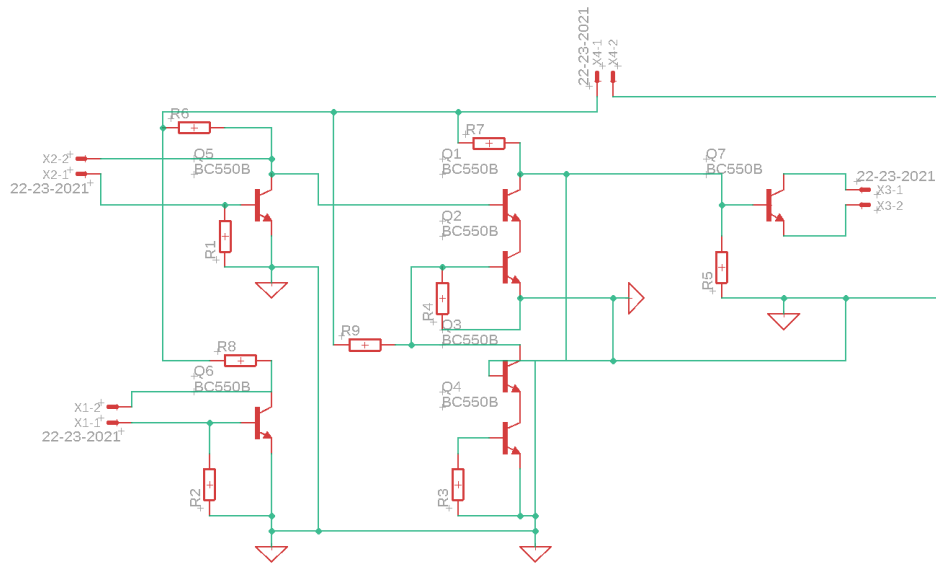 22-23-2021
X4-1
X4-2
R6
R7
X2-2
X2-1
22-23-2021
Q5
BC550B
Q1
BC550B
Q7
BC550B
22-23-2021
X3-1
X3-2
Q2
BC550B
R1
R4
R5
R9
Q3
BC550B
R8
Q6
BC550B
Q4
BC550B
X1-2
X1-1
22-23-2021
R2
R3